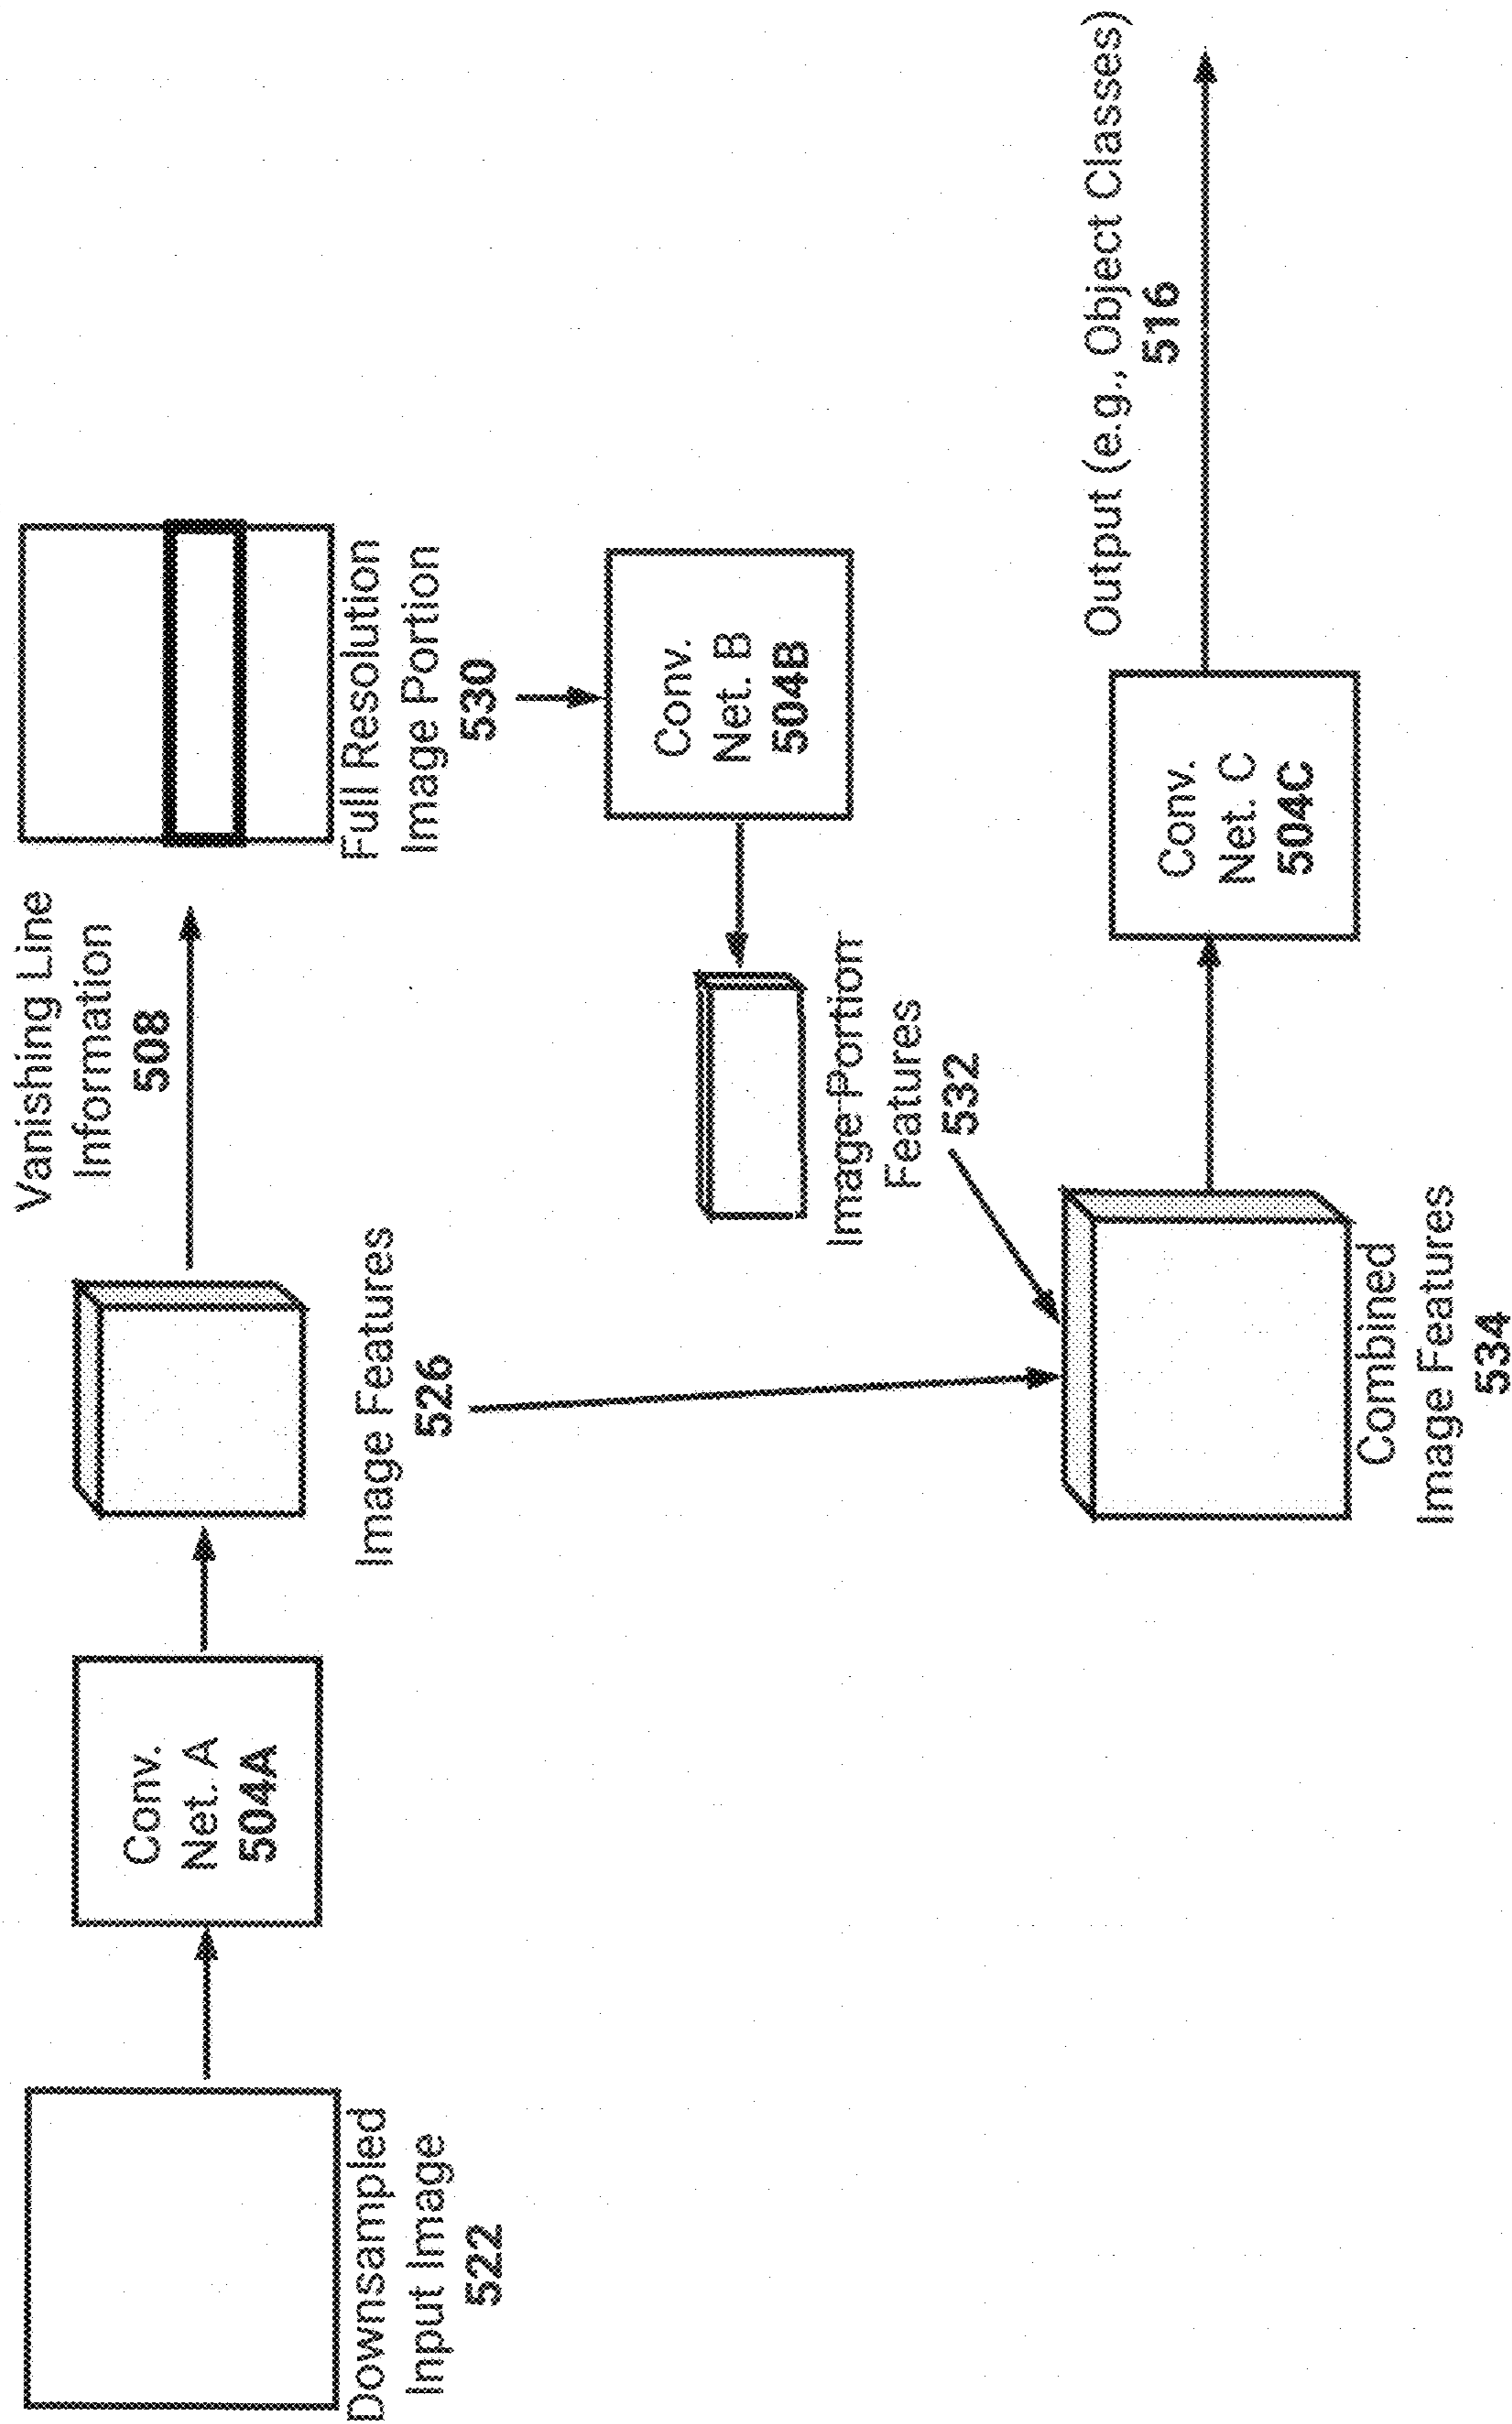 Downsampled
Input Image
522
Conv.
Net. A
504A
Image Features
526
Vanishing Line
Information
508
Full Resolution
Image Portion
530
Conv.
Net. B
504B
Image Portion
Features
532
Combined
Image Features
534
Conv.
Net. C
504C
Output (e.g., Object Classes)
516